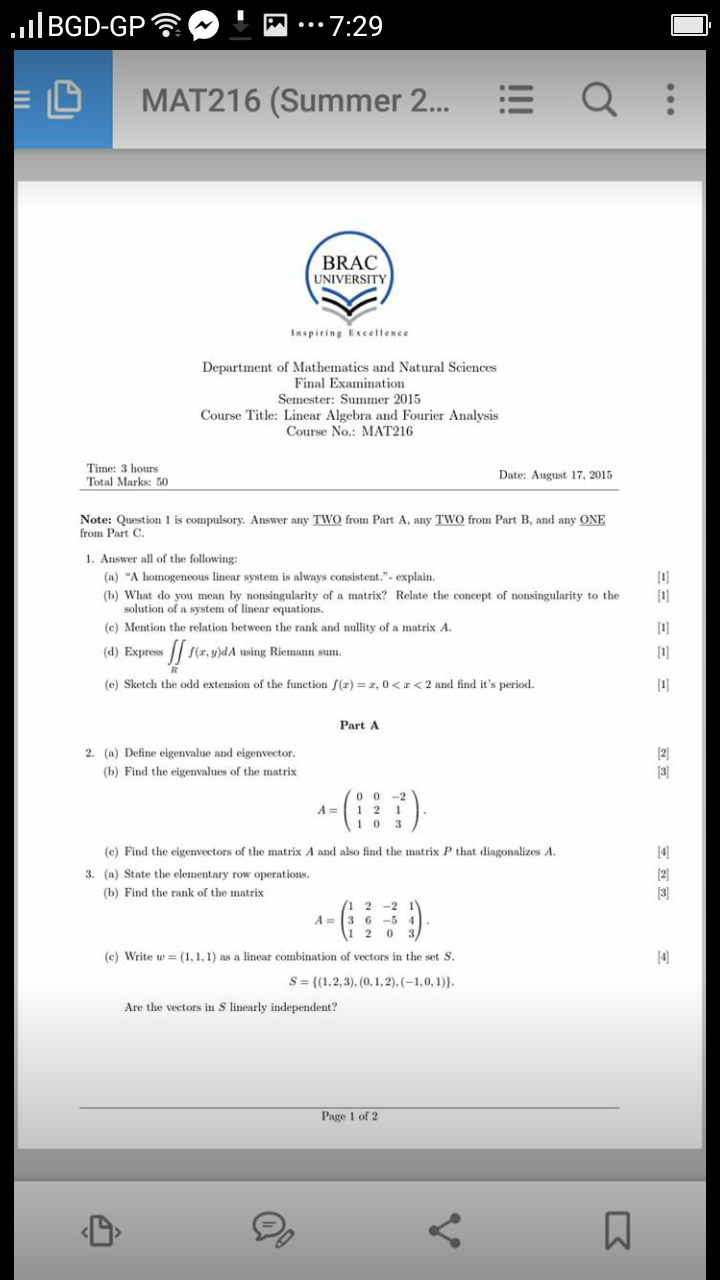 BGD-GP 7:29
MAT216 (Summer 2...
BRAC
UNIVERSITY
Inspiring Excellence
Department of Mathematics and Natural Sciences
Final Examination
Semester: Summer 2015
Course Title: Linear Algebra and Fourier Analysis
Course No.: MAT216
Time: 3 hours
Total Marks: 50
Date: August 17, 2015
Note: Question 1 is compulsory. Answer any TWO from Part A, any TWO from Part B, and any ONE
from Part C.
1. Answer all of the following:
(a) “A homogeneous linear system is always consistent.”- explain. [1]
(b) What do you mean by nonsingularity of a matrix? Relate the concept of nonsingularity to the [1]
solution of a system of linear equations.
(c) Mention the relation between the rank and nullity of a matrix A. [1]
(d) Express ∬_R f(x, y)dA using Riemann sum. [1]
(e) Sketch the odd extension of the function f(x) = x, 0 < x < 2 and find it's period. [1]
Part A
2. (a) Define eigenvalue and eigenvector. [2]
(b) Find the eigenvalues of the matrix [3]
0 0 −2
A = ( 1 2 1 ) .
1 0 3
(c) Find the eigenvectors of the matrix A and also find the matrix P that diagonalizes A. [4]
3. (a) State the elementary row operations. [2]
(b) Find the rank of the matrix [3]
1 2 −2 1
A = ( 3 6 −5 4 ) .
1 2 0 3
(c) Write w = (1, 1, 1) as a linear combination of vectors in the set S. [4]
S = {(1, 2, 3), (0, 1, 2), (−1, 0, 1)}.
Are the vectors in S linearly independent?
Page 1 of 2